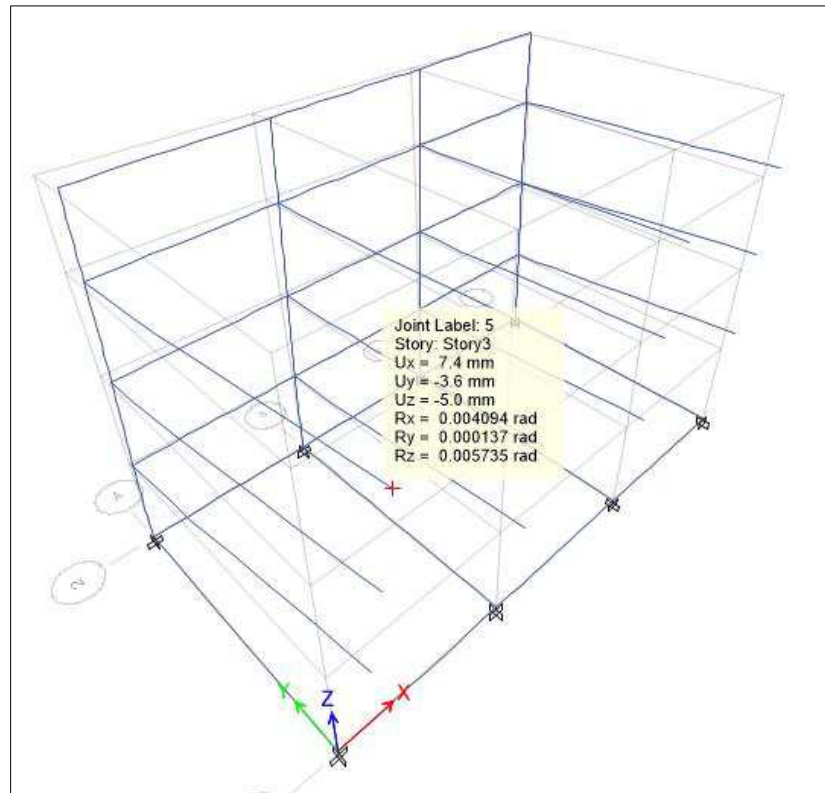 Joint Label: 5
Story: Story3
Ux = 7.4 mm
Uy = -3.6 mm
Uz = -5.0 mm
Rx = 0.004094 rad
Ry = 0.000137 rad
Rz = 0.005735 rad
A
2
Y
Z
X